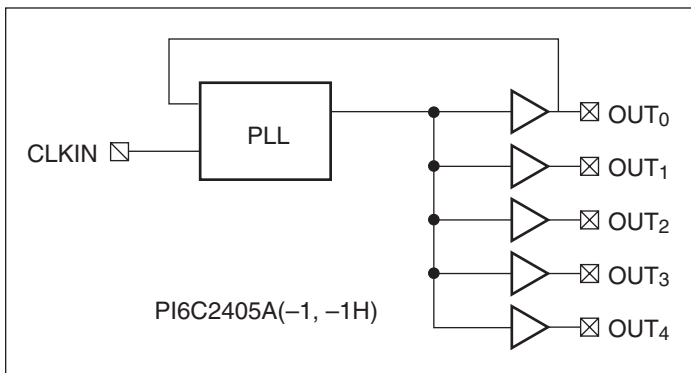 PLL
OUT0
CLKIN
OUT1
OUT2
OUT3
PI6C2405A(–1, –1H)
OUT4